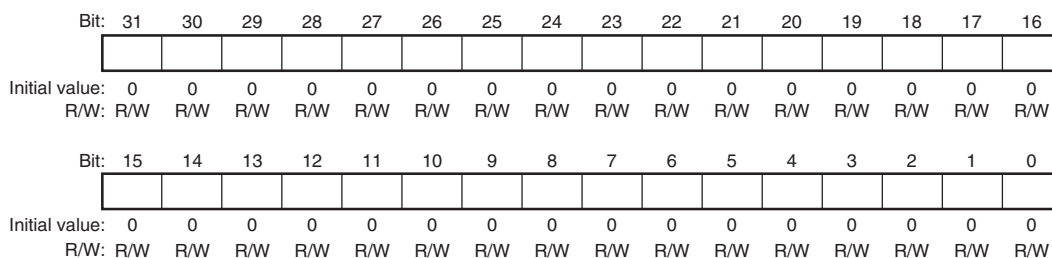 Bit: 31 30 29 28 27 26 25 24 23 22 21 20 19 18 17 16
Initial value: 0 0 0 0 0 0 0 0 0 0 0 0 0 0 0 0
R/W: R/W R/W R/W R/W R/W R/W R/W R/W R/W R/W R/W R/W R/W R/W R/W R/W
Bit: 15 14 13 12 11 10 9 8 7 6 5 4 3 2 1 0
Initial value: 0 0 0 0 0 0 0 0 0 0 0 0 0 0 0 0
R/W: R/W R/W R/W R/W R/W R/W R/W R/W R/W R/W R/W R/W R/W R/W R/W R/W